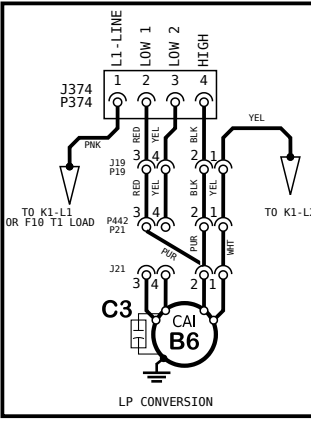 L1-LINE
LOW 1
LOW 2
HIGH
J374
P374
1 2 3 4
PNK
RED
YEL
BLK
YEL
J19
P19
3 4 2 1
RED
YEL
BLK
YEL
TO K1-L1
OR F10 T1 LOAD
TO K1-L2
P442
P21
3 4 2 1
PUR
PUR
WHT
J21
3 4 2 1
C3
CAI
B6
LP CONVERSION